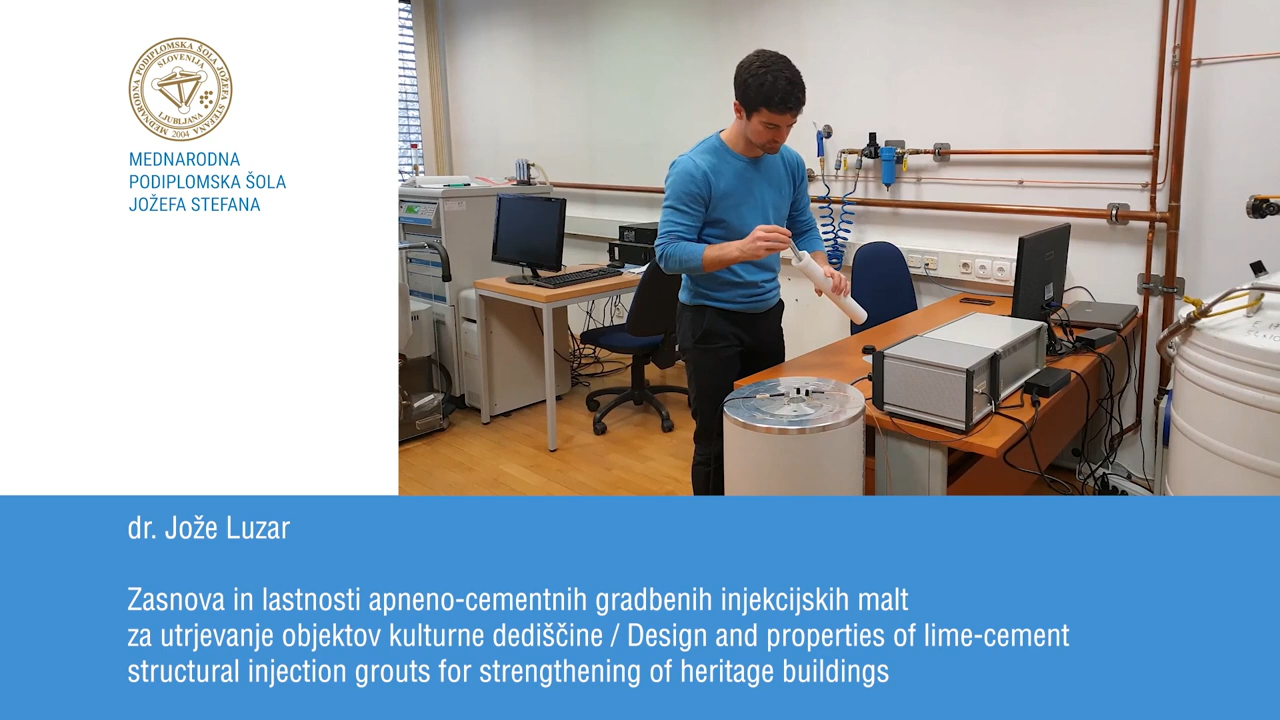 MEDNARODNA PODIPLOMSKA ŠOLA JOŽEFA STEFANA
SLOVENIJA
LJUBLJANA
2004
MEDNARODNA
PODIPLOMSKA ŠOLA
JOŽEFA STEFANA
dr. Jože Luzar
Zasnova in lastnosti apneno-cementnih gradbenih injekcijskih malt
za utrjevanje objektov kulturne dediščine / Design and properties of lime-cement
structural injection grouts for strengthening of heritage buildings